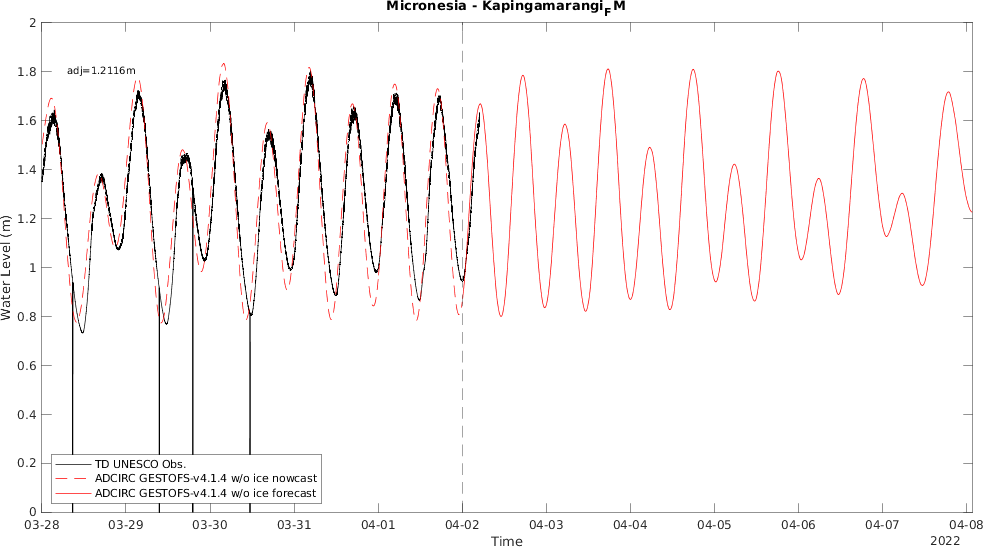 Micronesia - Kapingamarangi_FM
adj=1.2116m
Water Level (m)
2
1.8
1.6
1.4
1.2
1
0.8
0.6
0.4
0.2
0
TD UNESCO Obs.
ADCIRC GESTOFS-v4.1.4 w/o ice nowcast
ADCIRC GESTOFS-v4.1.4 w/o ice forecast
03-28 03-29 03-30 03-31 04-01 04-02 04-03 04-04 04-05 04-06 04-07 04-08
Time
2022